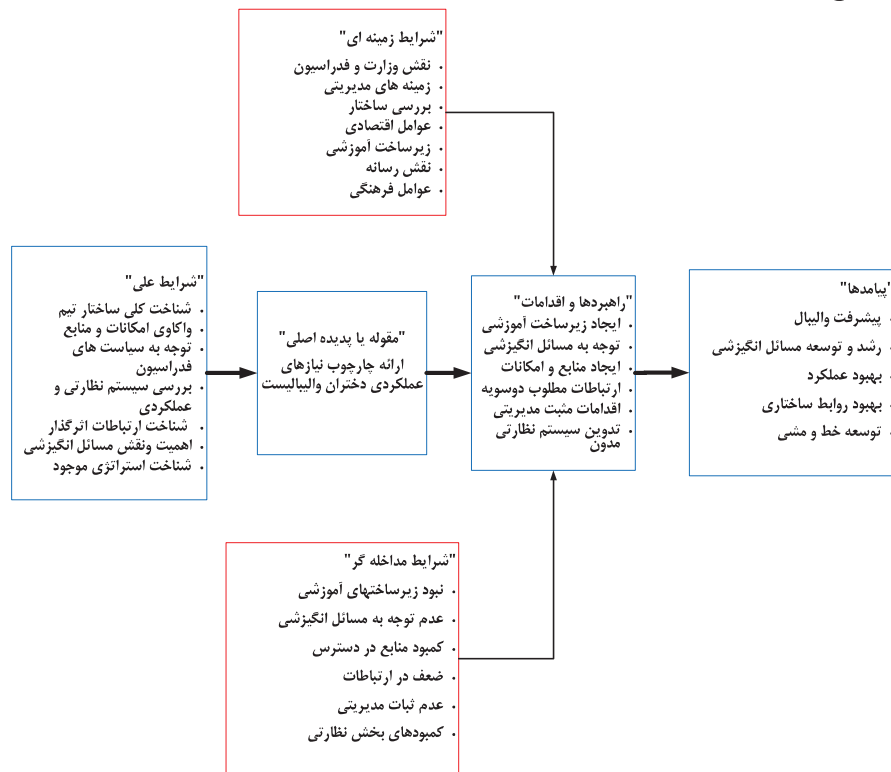 "شرایط زمینه ای"
• نقش وزارت و فدراسیون
• زمینه های مدیریتی
• بررسی ساختار
• عوامل اقتصادی
• زیرساخت آموزشی
• نقش رسانه
• عوامل فرهنگی
"شرایط علی"
• شناخت کلی ساختار تیم
• واکاوی امکانات و منابع
• توجه به سیاست های
فدراسیون
• بررسی سیستم نظارتی و
عملکردی
• شناخت ارتباطات اثرگذار
• اهمیت ونقش مسائل انگیزشی
• شناخت استراتژی موجود
"مقوله یا پدیده اصلی"
ارائه چارچوب نیازهای
عملکردی دختران والیبالیست
"راهبردها و اقدامات"
• ایجاد زیرساخت آموزشی
• توجه به مسائل انگیزشی
• ایجاد منابع و امکانات
• ارتباطات مطلوب دوسویه
• اقدامات مثبت مدیریتی
• تدوین سیستم نظارتی
مدون
"پیامدها"
• پیشرفت والیبال
• رشد و توسعه مسائل انگیزشی
• بهبود عملکرد
• بهبود روابط ساختاری
• توسعه خط و مشی
"شرایط مداخله گر"
• نبود زیرساختهای آموزشی
• عدم توجه به مسائل انگیزشی
• کمبود منابع در دسترس
• ضعف در ارتباطات
• عدم ثبات مدیریتی
• کمبودهای بخش نظارتی